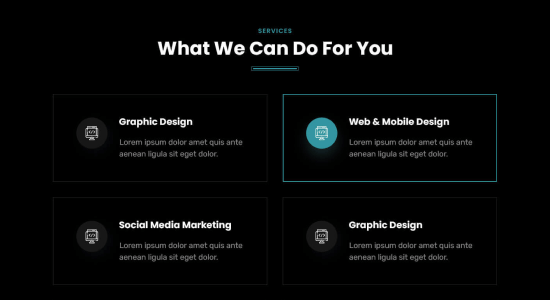 SERVICES
What We Can Do For You
Graphic Design
Lorem ipsum dolor amet quis ante
aenean ligula sit eget dolor.
Web & Mobile Design
Lorem ipsum dolor amet quis ante
aenean ligula sit eget dolor.
Social Media Marketing
Lorem ipsum dolor amet quis ante
aenean ligula sit eget dolor.
Graphic Design
Lorem ipsum dolor amet quis ante
aenean ligula sit eget dolor.